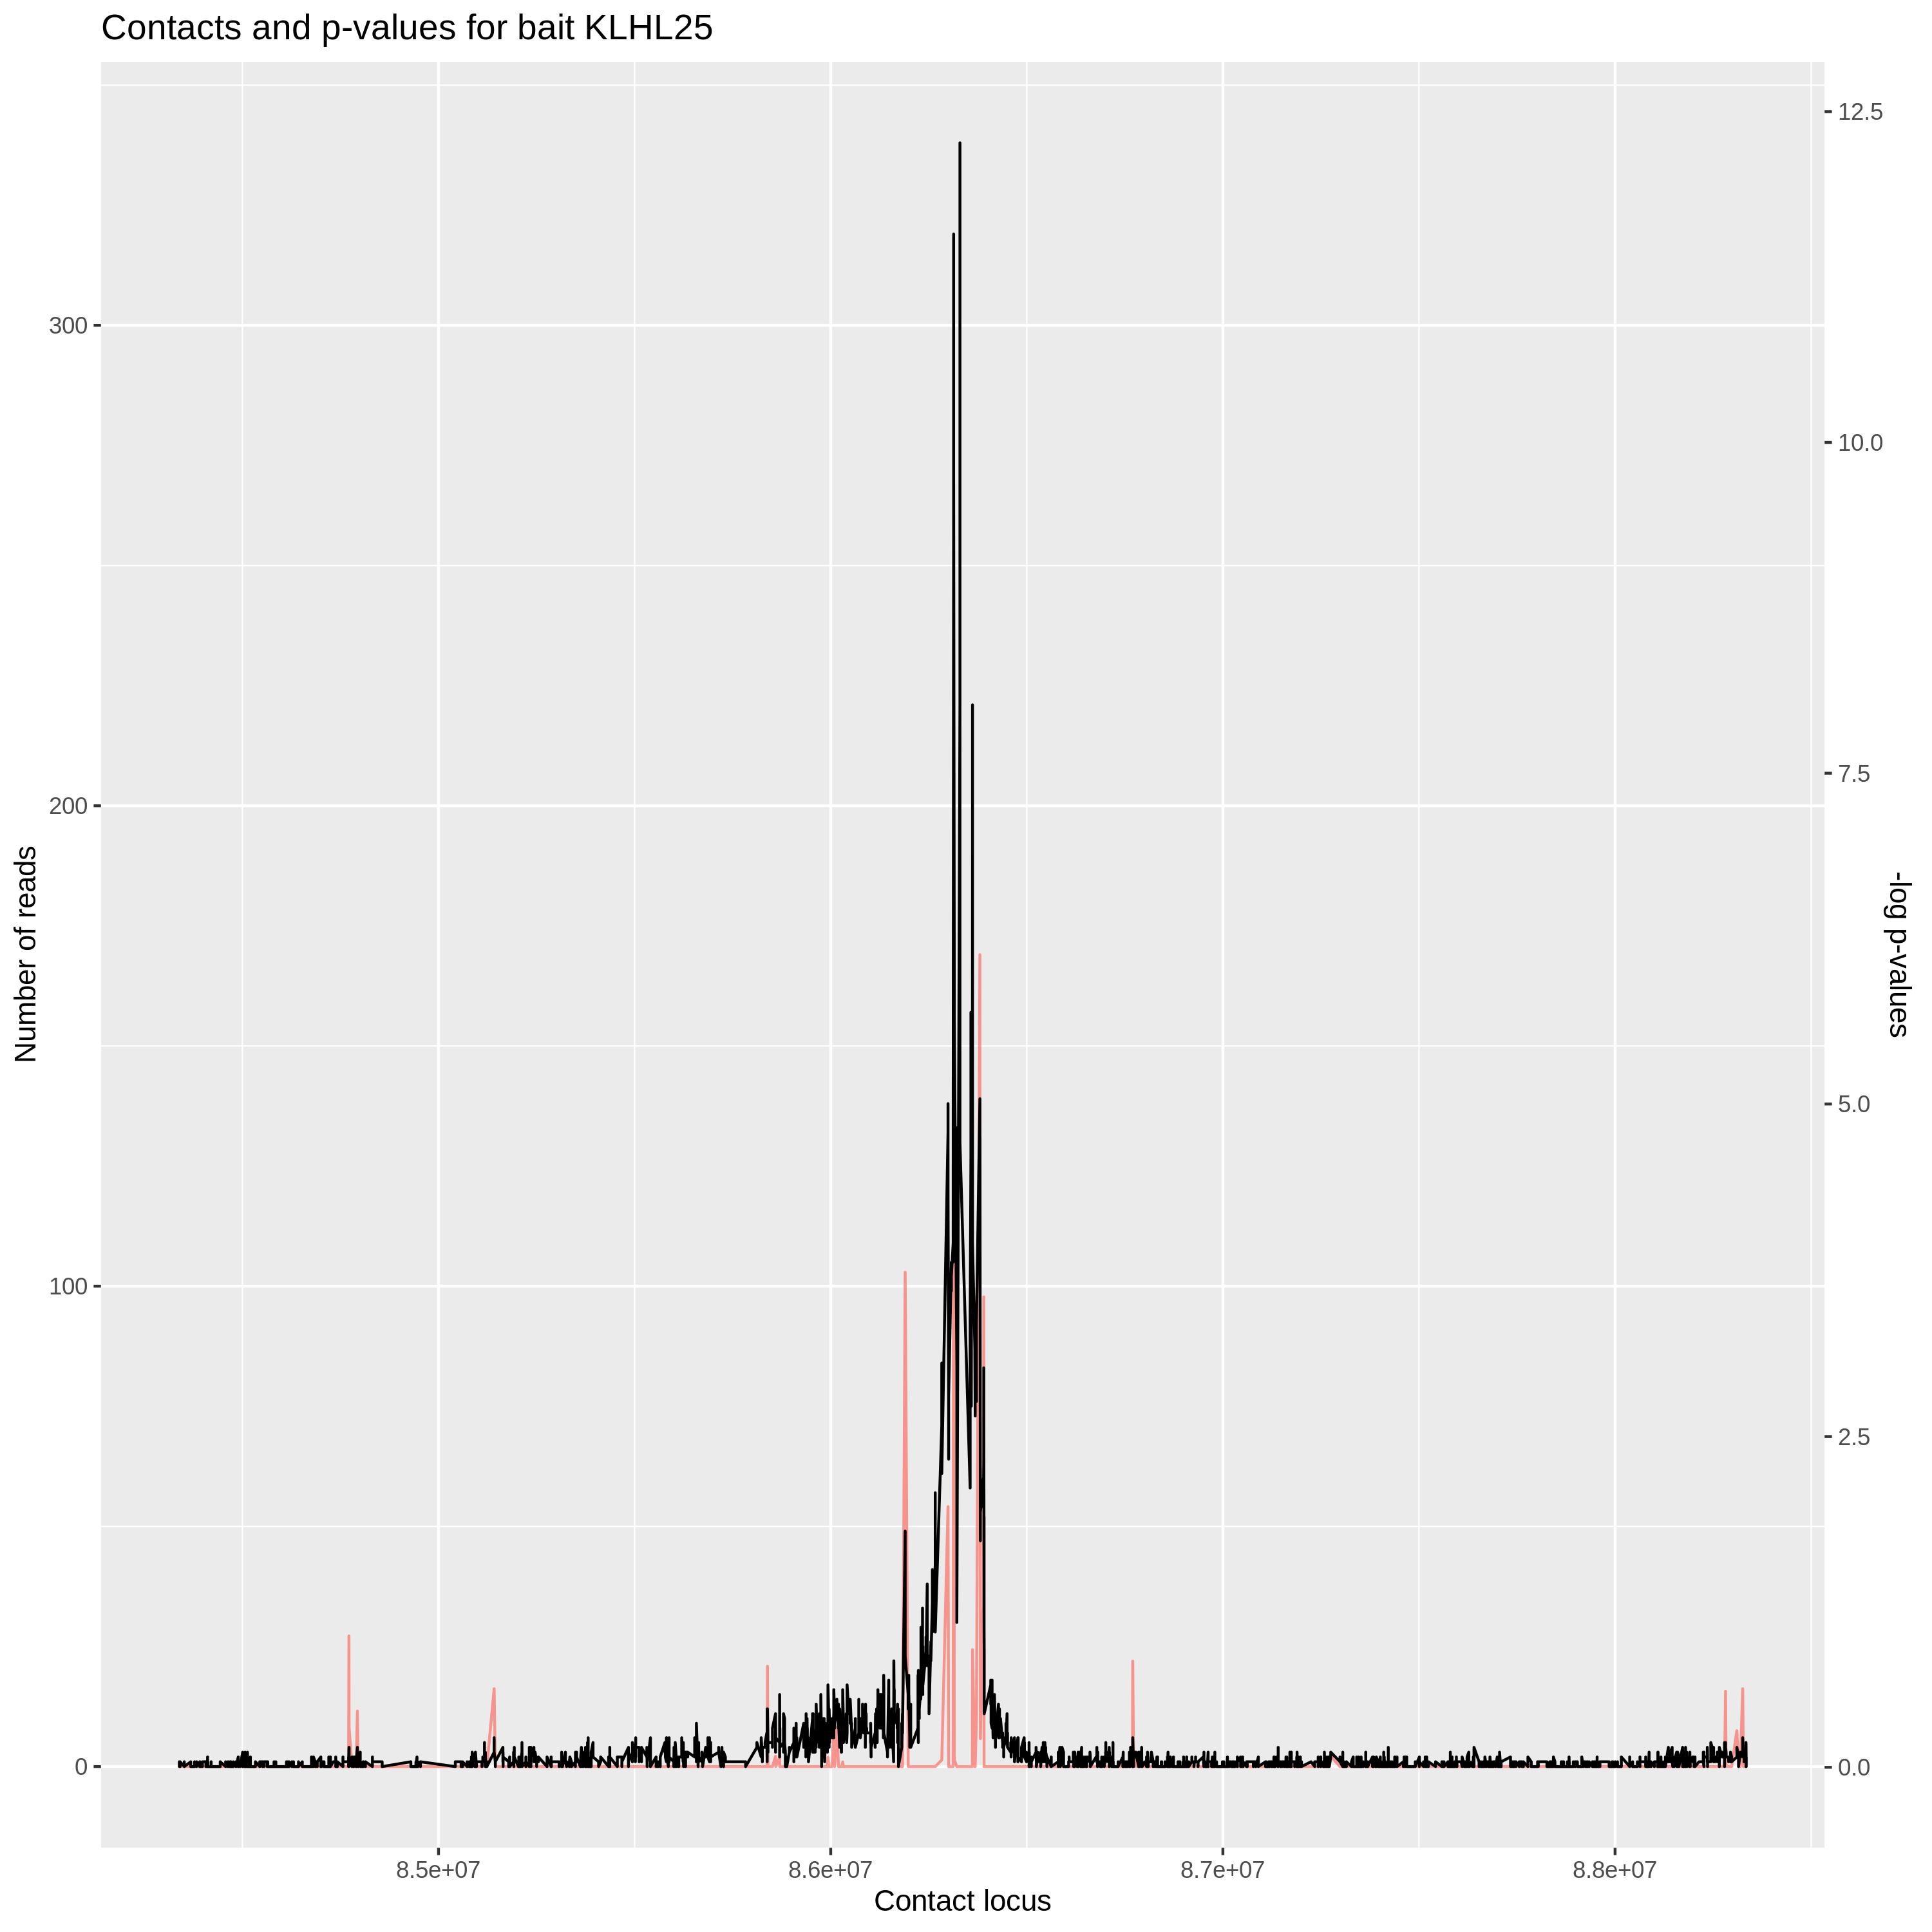 Contacts and p-values for bait KLHL25
12.5
300
10.0
200
7.5
Number of reads
-log p-values
5.0
100
2.5
0
0.0
8.5e+07
8.6e+07
8.7e+07
8.8e+07
Contact locus